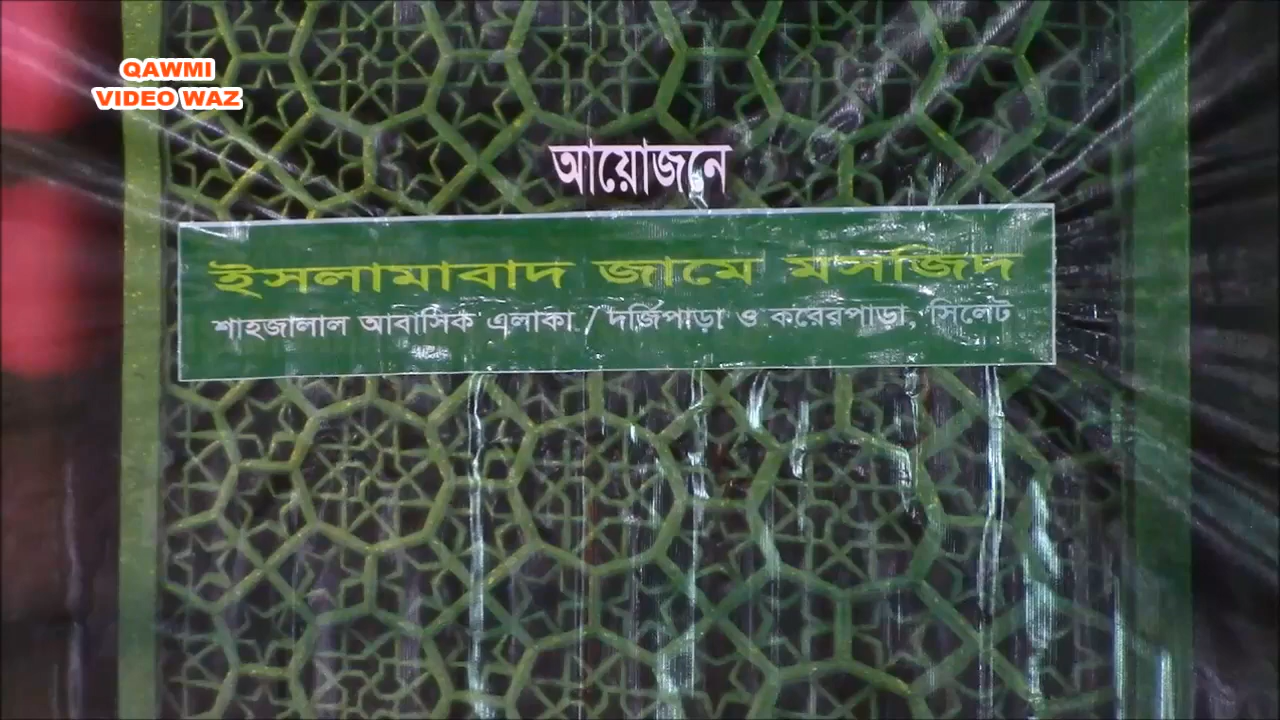 QAWMI
VIDEO WAZ
আয়োজনে
ইসলামাবাদ জামে মসজিদ
শাহজালাল আবাসিক এলাকা / দর্জিপাড়া ও করেরপাড়া, সিলেট